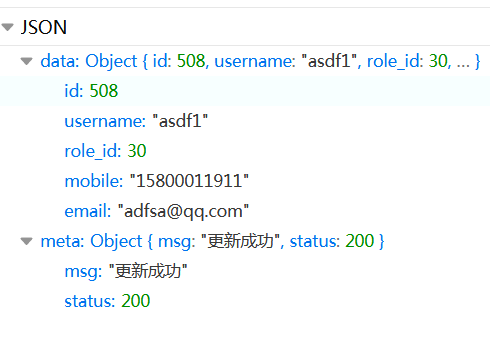 JSON
data: Object { id: 508, username: "asdf1", role_id: 30, … }
id: 508
username: "asdf1"
role_id: 30
mobile: "15800011911"
email: "adfsa@qq.com"
meta: Object { msg: "更新成功", status: 200 }
msg: "更新成功"
status: 200